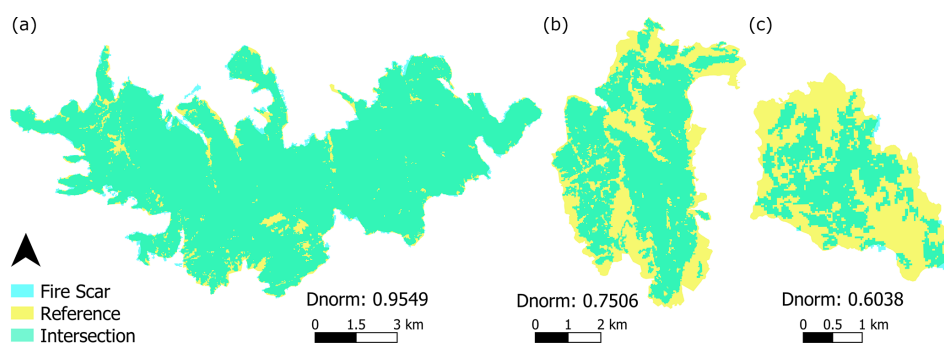 (a)
(b)
(c)
Fire Scar
Reference
Intersection
Dnorm: 0.9549
0 1.5 3 km
Dnorm: 0.7506
0 1 2 km
Dnorm: 0.6038
0 0.5 1 km